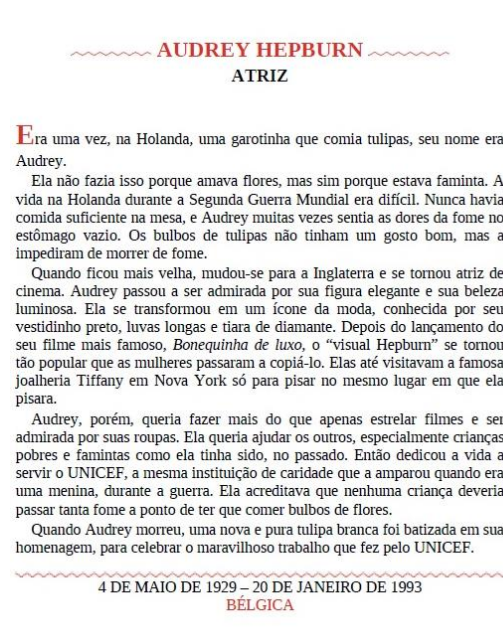 AUDREY HEPBURN
ATRIZ
Era uma vez, na Holanda, uma garotinha que comia tulipas, seu nome era
Audrey.
Ela não fazia isso porque amava flores, mas sim porque estava faminta. A
vida na Holanda durante a Segunda Guerra Mundial era difícil. Nunca havia
comida suficiente na mesa, e Audrey muitas vezes sentia as dores da fome no
estômago vazio. Os bulbos de tulipas não tinham um gosto bom, mas a
impediram de morrer de fome.
Quando ficou mais velha, mudou-se para a Inglaterra e se tornou atriz de
cinema. Audrey passou a ser admirada por sua figura elegante e sua beleza
luminosa. Ela se transformou em um ícone da moda, conhecida por seu
vestidinho preto, luvas longas e tiara de diamante. Depois do lançamento do
seu filme mais famoso, Bonequinha de luxo, o “visual Hepburn” se tornou
tão popular que as mulheres passaram a copiá-lo. Elas até visitavam a famosa
joalheria Tiffany em Nova York só para pisar no mesmo lugar em que ela
pisara.
Audrey, porém, queria fazer mais do que apenas estrelar filmes e ser
admirada por suas roupas. Ela queria ajudar os outros, especialmente crianças
pobres e famintas como ela tinha sido, no passado. Então dedicou a vida a
servir o UNICEF, a mesma instituição de caridade que a amparou quando era
uma menina, durante a guerra. Ela acreditava que nenhuma criança deveria
passar tanta fome a ponto de ter que comer bulbos de flores.
Quando Audrey morreu, uma nova e pura tulipa branca foi batizada em sua
homenagem, para celebrar o maravilhoso trabalho que fez pelo UNICEF.
4 DE MAIO DE 1929 – 20 DE JANEIRO DE 1993
BÉLGICA